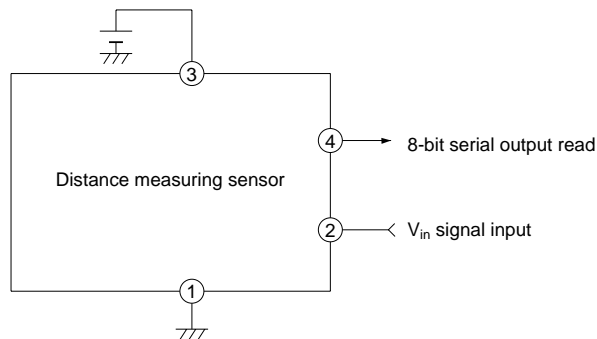 3
4
8-bit serial output read
Distance measuring sensor
2
Vin signal input
1